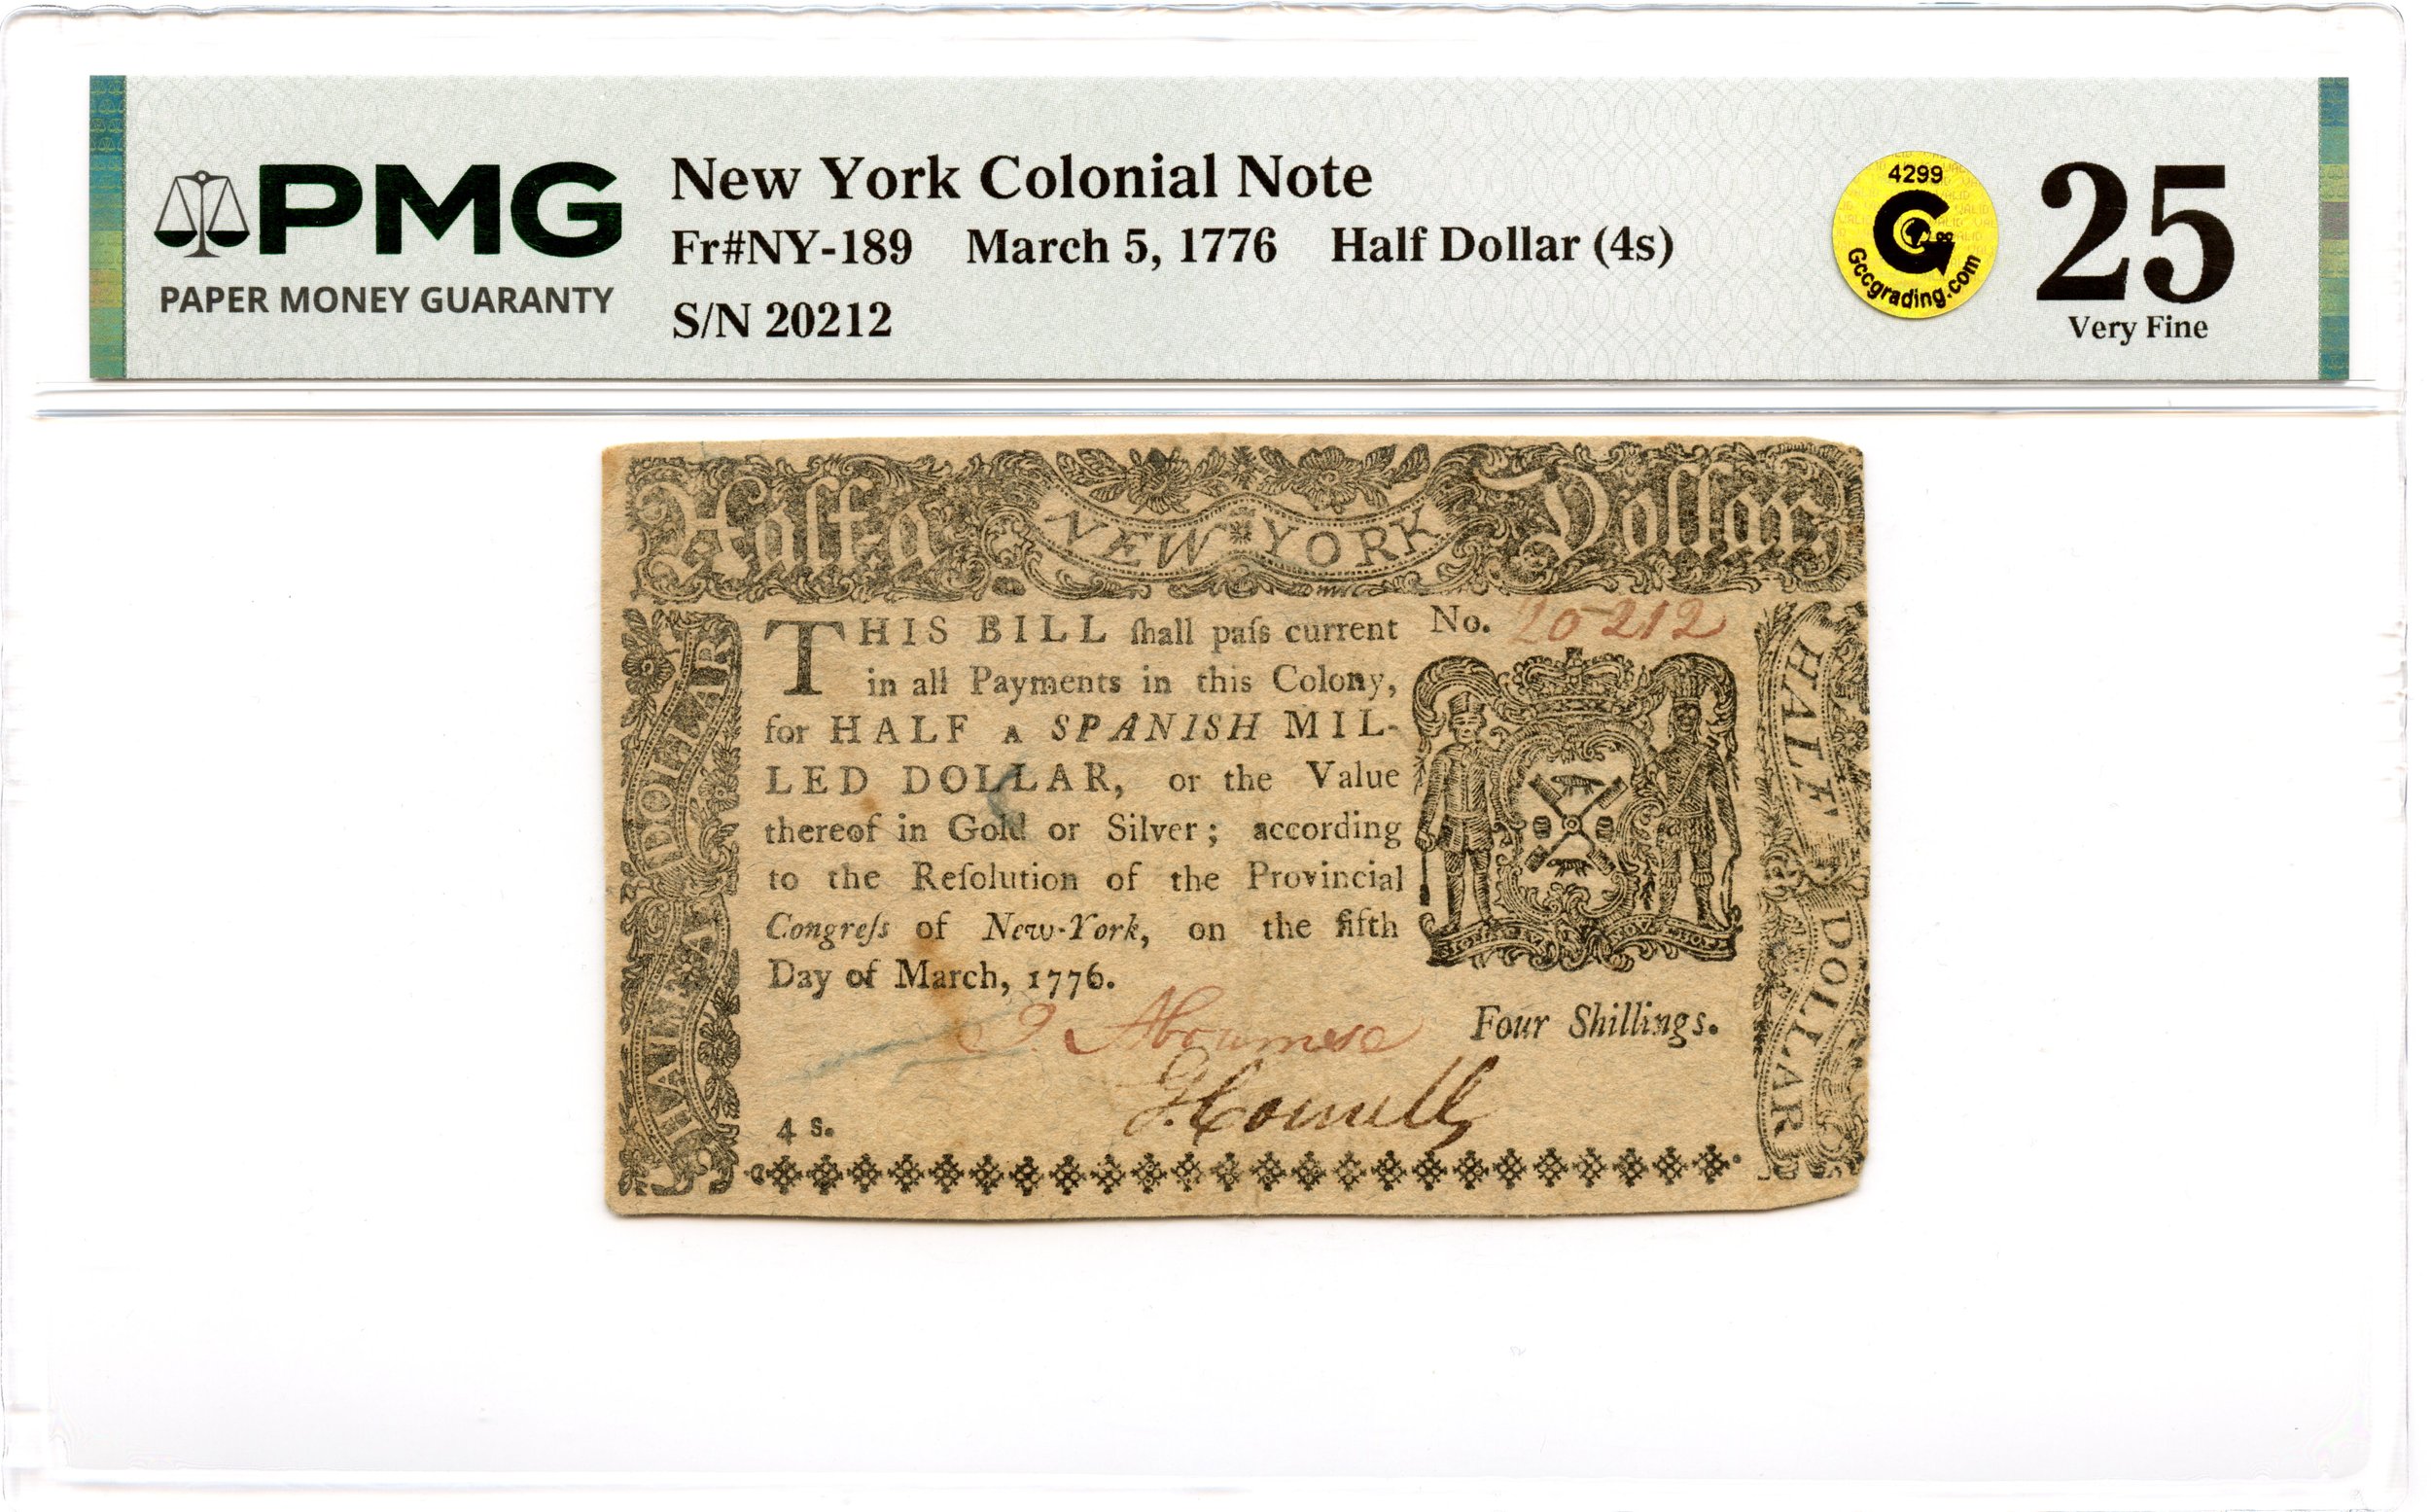 PMG
PAPER MONEY GUARANTY
New York Colonial Note
Fr#NY-189 March 5, 1776 Half Dollar (4s)
S/N 20212
4299
G
Gccgrading.com
25
Very Fine
Half a NEW YORK Dollar
No. 20212
THIS BILL ſhall paſs current
in all Payments in this Colony,
for HALF A SPANISH MIL-
LED DOLLAR, or the Value
thereof in Gold or Silver; according
to the Reſolution of the Provincial
Congreſs of New-York, on the fifth
Day of March, 1776.
Four Shillings.
4 s.
HALF A DOLLAR
HALF DOLLAR